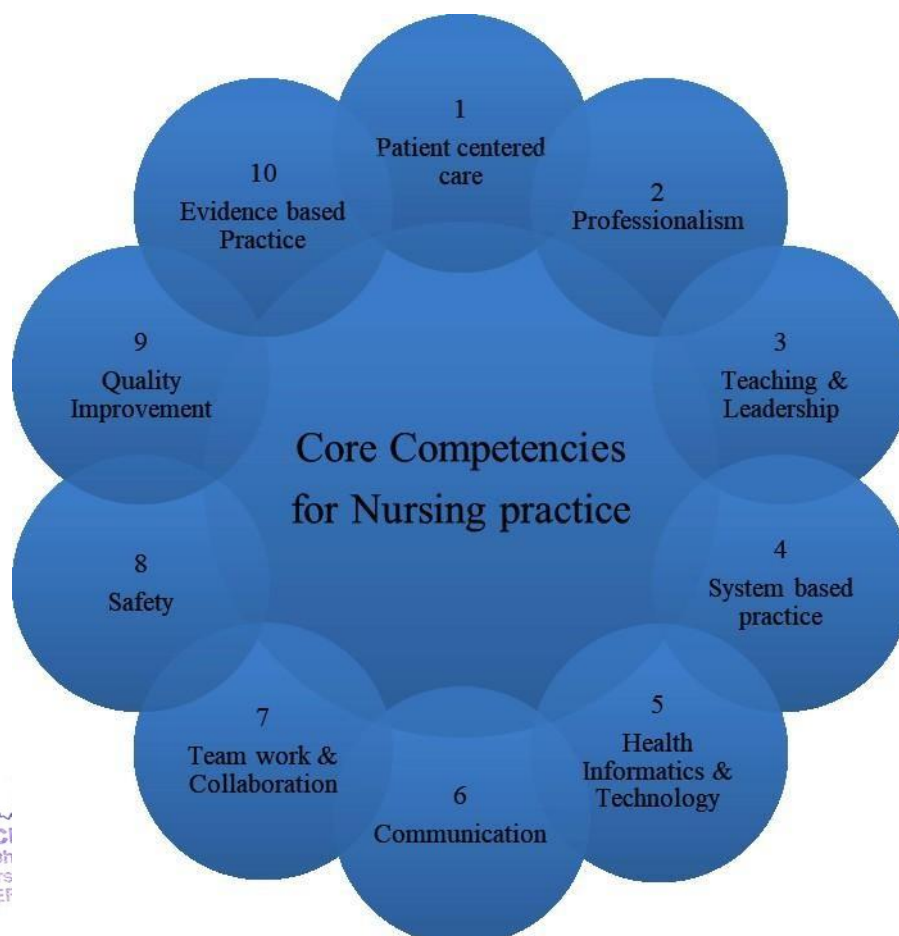 1
Patient centered
care
2
Professionalism
3
Teaching &
Leadership
4
System based
practice
5
Health
Informatics &
Technology
6
Communication
7
Team work &
Collaboration
8
Safety
9
Quality
Improvement
10
Evidence based
Practice
Core Competencies
for Nursing practice